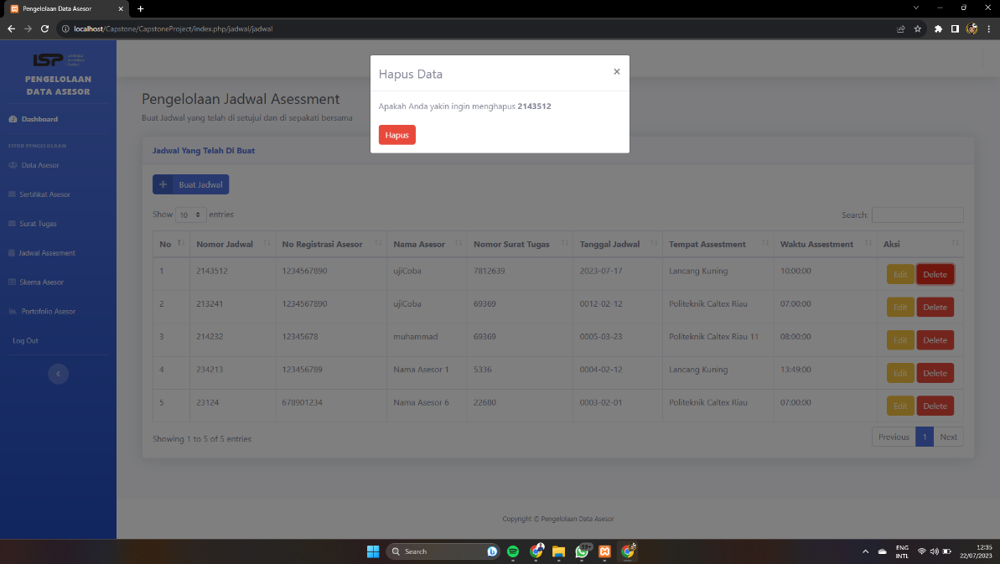 Pengelolaan Data Asesor
localhost/Capstone/CapstoneProject/index.php/jadwal/jadwal
LSP
PENGELOLAAN
DATA ASESOR
Dashboard
FITUR PENGELOLAAN
Data Asesor
Sertifikat Asesor
Surat Tugas
Jadwal Assesment
Skema Asesor
Portofolio Asesor
Log Out
Hapus Data
Apakah Anda yakin ingin menghapus 2143512
Hapus
Pengelolaan Jadwal Asessment
Buat Jadwal yang telah di setujui dan di sepakati bersama
Jadwal Yang Telah Di Buat
Buat Jadwal
Show 10 entries
Search:
No Nomor Jadwal No Registrasi Asesor Nama Asesor Nomor Surat Tugas Tanggal Jadwal Tempat Assestment Waktu Assestment Aksi
1 2143512 1234567890 ujiCoba 7812639 2023-07-17 Lancang Kuning 10:00:00 Edit Delete
2 213241 1234567890 ujiCoba 69369 0012-02-12 Politeknik Caltex Riau 07:00:00 Edit Delete
3 214232 12345678 muhammad 69369 0005-03-23 Politeknik Caltex Riau 11 08:00:00 Edit Delete
4 234213 123456789 Nama Asesor 1 5336 0004-02-12 Lancang Kuning 13:49:00 Edit Delete
5 23124 678901234 Nama Asesor 6 22680 0003-02-01 Politeknik Caltex Riau 07:00:00 Edit Delete
Showing 1 to 5 of 5 entries
Previous 1 Next
Copyright © Pengelolaan Data Asesor
Search
99+
ENG
INTL
12:35
22/07/2023